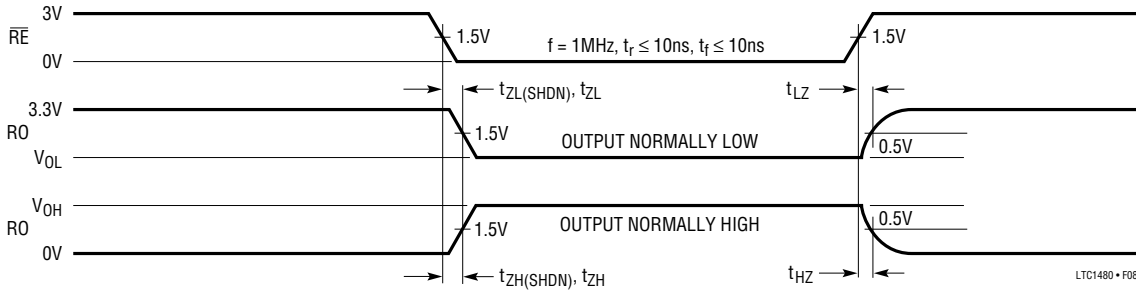 3V
RE
1.5V
f = 1MHz, tr ≤ 10ns, tf ≤ 10ns
1.5V
0V
tZL(SHDN), tZL
tLZ
3.3V
RO
1.5V
OUTPUT NORMALLY LOW
0.5V
VOL
VOH
RO
1.5V
OUTPUT NORMALLY HIGH
0.5V
0V
tZH(SHDN), tZH
tHZ
LTC1480 • F08